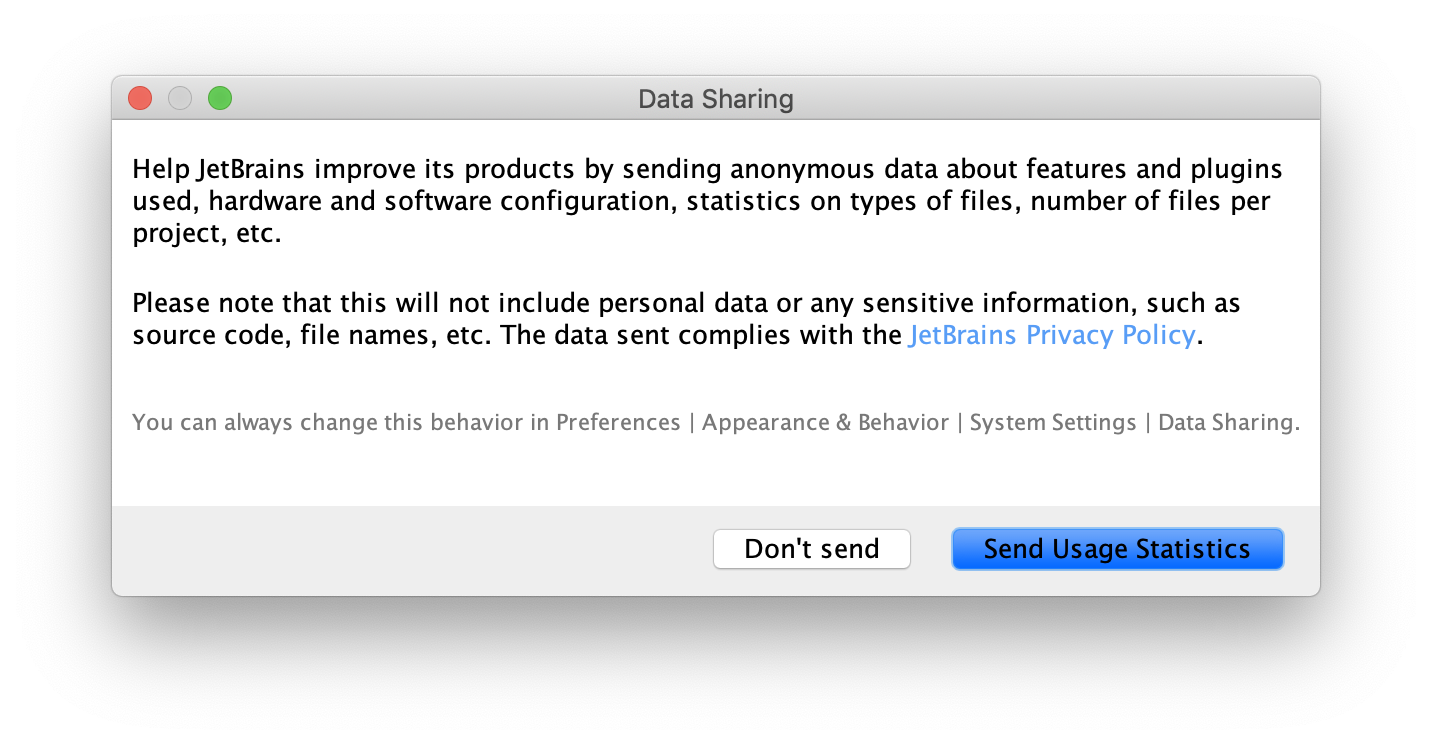 Data Sharing
Help JetBrains improve its products by sending anonymous data about features and plugins
used, hardware and software configuration, statistics on types of files, number of files per
project, etc.
Please note that this will not include personal data or any sensitive information, such as
source code, file names, etc. The data sent complies with the JetBrains Privacy Policy.
You can always change this behavior in Preferences | Appearance & Behavior | System Settings | Data Sharing.
Don't send
Send Usage Statistics